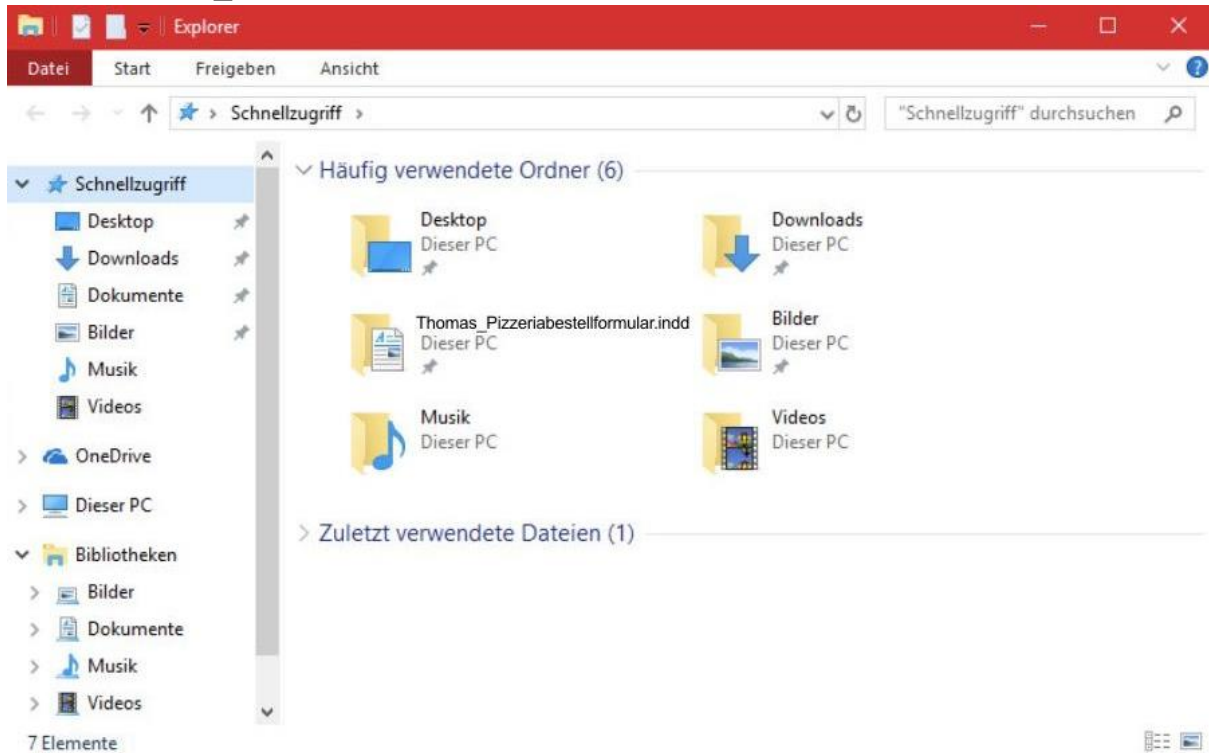 Explorer
Datei Start Freigeben Ansicht
Schnellzugriff "Schnellzugriff" durchsuchen
Schnellzugriff
Desktop
Downloads
Dokumente
Bilder
Musik
Videos
OneDrive
Dieser PC
Bibliotheken
Bilder
Dokumente
Musik
Videos
Häufig verwendete Ordner (6)
Desktop
Dieser PC
Downloads
Dieser PC
Thomas_Pizzeriabestellformular.indd
Dieser PC
Bilder
Dieser PC
Musik
Dieser PC
Videos
Dieser PC
Zuletzt verwendete Dateien (1)
7 Elemente